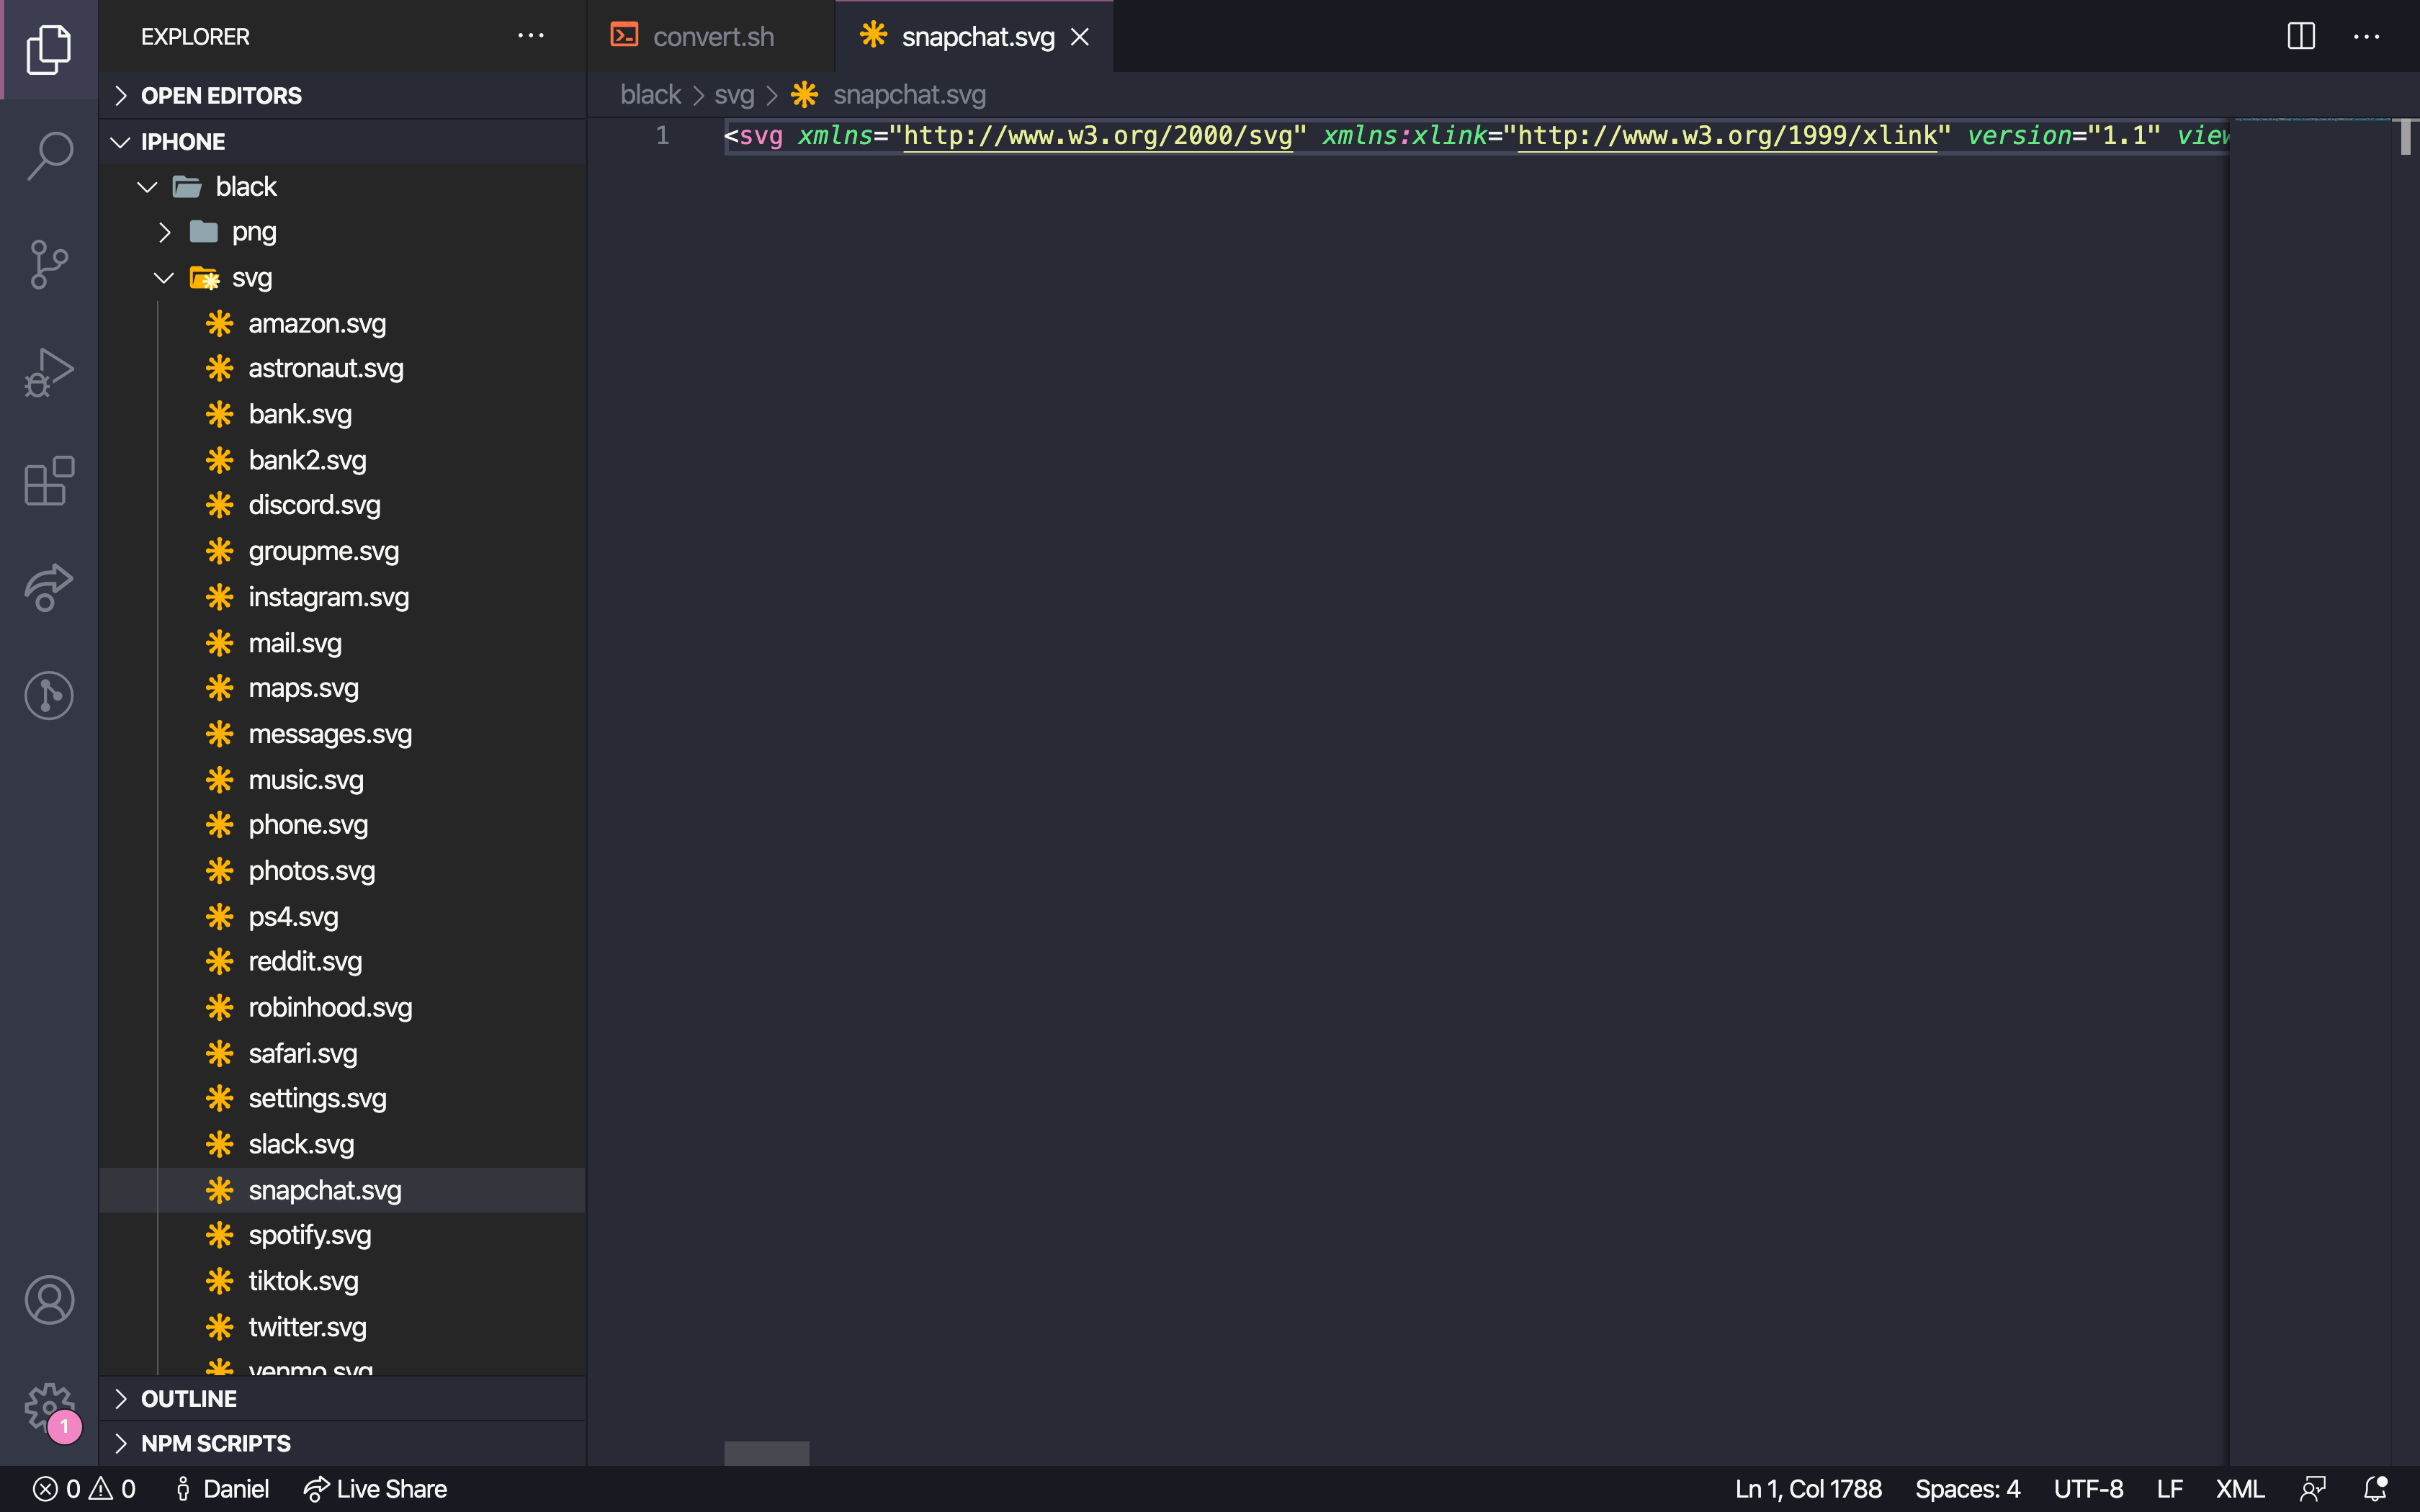 EXPLORER
OPEN EDITORS
IPHONE
black
png
svg
amazon.svg
astronaut.svg
bank.svg
bank2.svg
discord.svg
groupme.svg
instagram.svg
mail.svg
maps.svg
messages.svg
music.svg
phone.svg
photos.svg
ps4.svg
reddit.svg
robinhood.svg
safari.svg
settings.svg
slack.svg
snapchat.svg
spotify.svg
tiktok.svg
twitter.svg
venmo.svg
OUTLINE
NPM SCRIPTS
convert.sh
snapchat.svg
black > svg > snapchat.svg
1 <svg xmlns="http://www.w3.org/2000/svg" xmlns:xlink="http://www.w3.org/1999/xlink" version="1.1" view
1
0 0 Daniel Live Share
Ln 1, Col 1788 Spaces: 4 UTF-8 LF XML